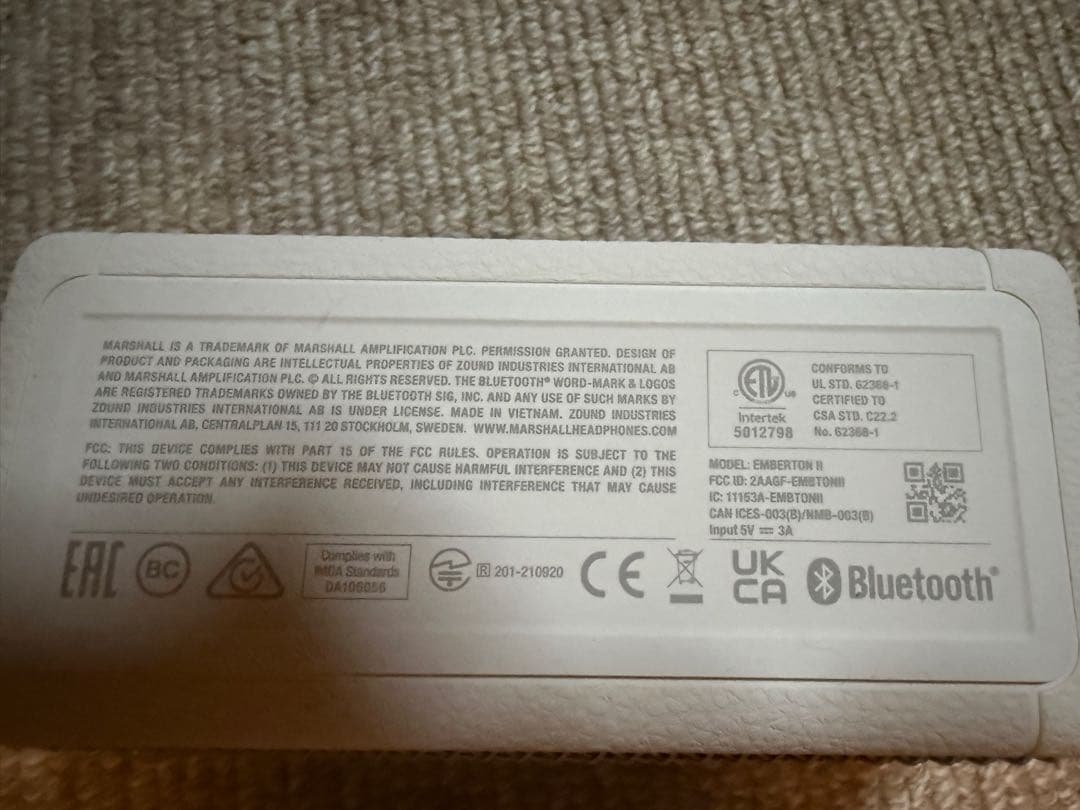 MARSHALL IS A TRADEMARK OF MARSHALL AMPLIFICATION PLC. PERMISSION GRANTED. DESIGN OF
PRODUCT AND PACKAGING ARE INTELLECTUAL PROPERTIES OF ZOUND INDUSTRIES INTERNATIONAL AB
AND MARSHALL AMPLIFICATION PLC. © ALL RIGHTS RESERVED. THE BLUETOOTH® WORD-MARK & LOGOS
ARE REGISTERED TRADEMARKS OWNED BY THE BLUETOOTH SIG, INC. AND ANY USE OF SUCH MARKS BY
ZOUND INDUSTRIES INTERNATIONAL AB IS UNDER LICENSE. MADE IN VIETNAM. ZOUND INDUSTRIES
INTERNATIONAL AB, CENTRALPLAN 15, 111 20 STOCKHOLM, SWEDEN. WWW.MARSHALLHEADPHONES.COM
FCC: THIS DEVICE COMPLIES WITH PART 15 OF THE FCC RULES. OPERATION IS SUBJECT TO THE
FOLLOWING TWO CONDITIONS: (1) THIS DEVICE MAY NOT CAUSE HARMFUL INTERFERENCE AND (2) THIS
DEVICE MUST ACCEPT ANY INTERFERENCE RECEIVED, INCLUDING INTERFERENCE THAT MAY CAUSE
UNDESIRED OPERATION.
C ETL US
Intertek
5012798
CONFORMS TO
UL STD. 62368-1
CERTIFIED TO
CSA STD. C22.2
No. 62368-1
MODEL: EMBERTON II
FCC ID: 2AAGF-EMBTONII
IC: 11153A-EMBTONII
CAN ICES-003(B)/NMB-003(B)
Input 5V ⎓ 3A
EAC
BC
Complies with
IMDA Standards
DA106056
R 201-210920
CE
UK
CA
Bluetooth®